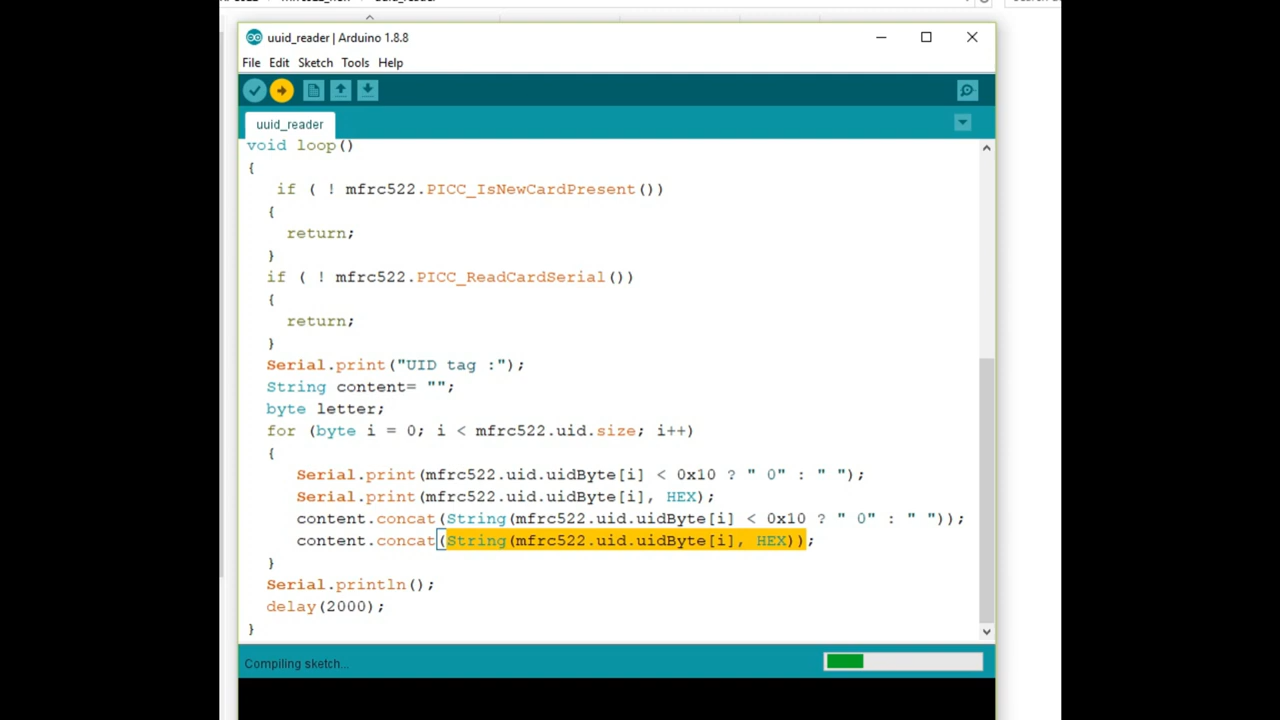 uuid_reader | Arduino 1.8.8
File Edit Sketch Tools Help
uuid_reader
void loop()
{
if ( ! mfrc522.PICC_IsNewCardPresent())
{
return;
}
if ( ! mfrc522.PICC_ReadCardSerial())
{
return;
}
Serial.print("UID tag :");
String content= "";
byte letter;
for (byte i = 0; i < mfrc522.uid.size; i++)
{
Serial.print(mfrc522.uid.uidByte[i] < 0x10 ? " 0" : " ");
Serial.print(mfrc522.uid.uidByte[i], HEX);
content.concat(String(mfrc522.uid.uidByte[i] < 0x10 ? " 0" : " "));
content.concat(String(mfrc522.uid.uidByte[i], HEX));
}
Serial.println();
delay(2000);
}
Compiling sketch...